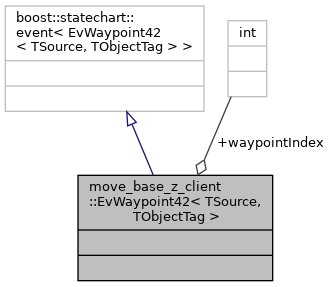 boost::statechart::
event< EvWaypoint42
< TSource, TObjectTag > >
int
+waypointIndex
move_base_z_client
::EvWaypoint42< TSource,
TObjectTag >